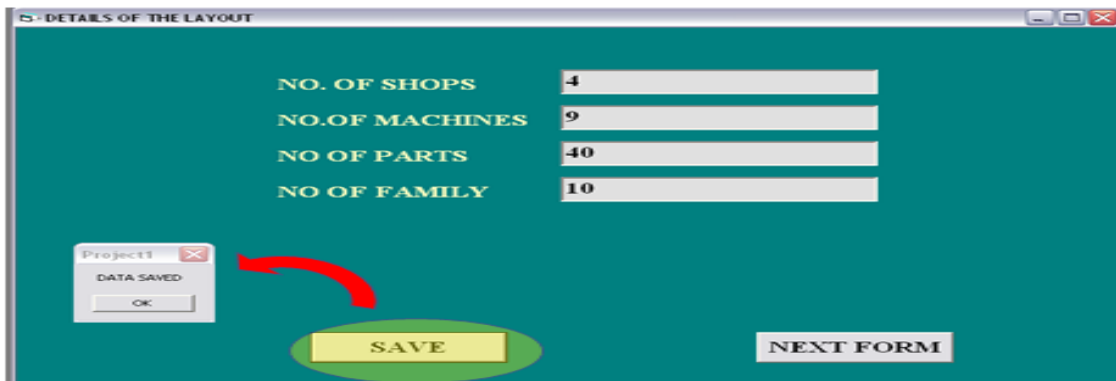 DETAILS OF THE LAYOUT
NO. OF SHOPS 4
NO.OF MACHINES 9
NO OF PARTS 40
NO OF FAMILY 10
Project1
DATA SAVED
OK
SAVE NEXT FORM